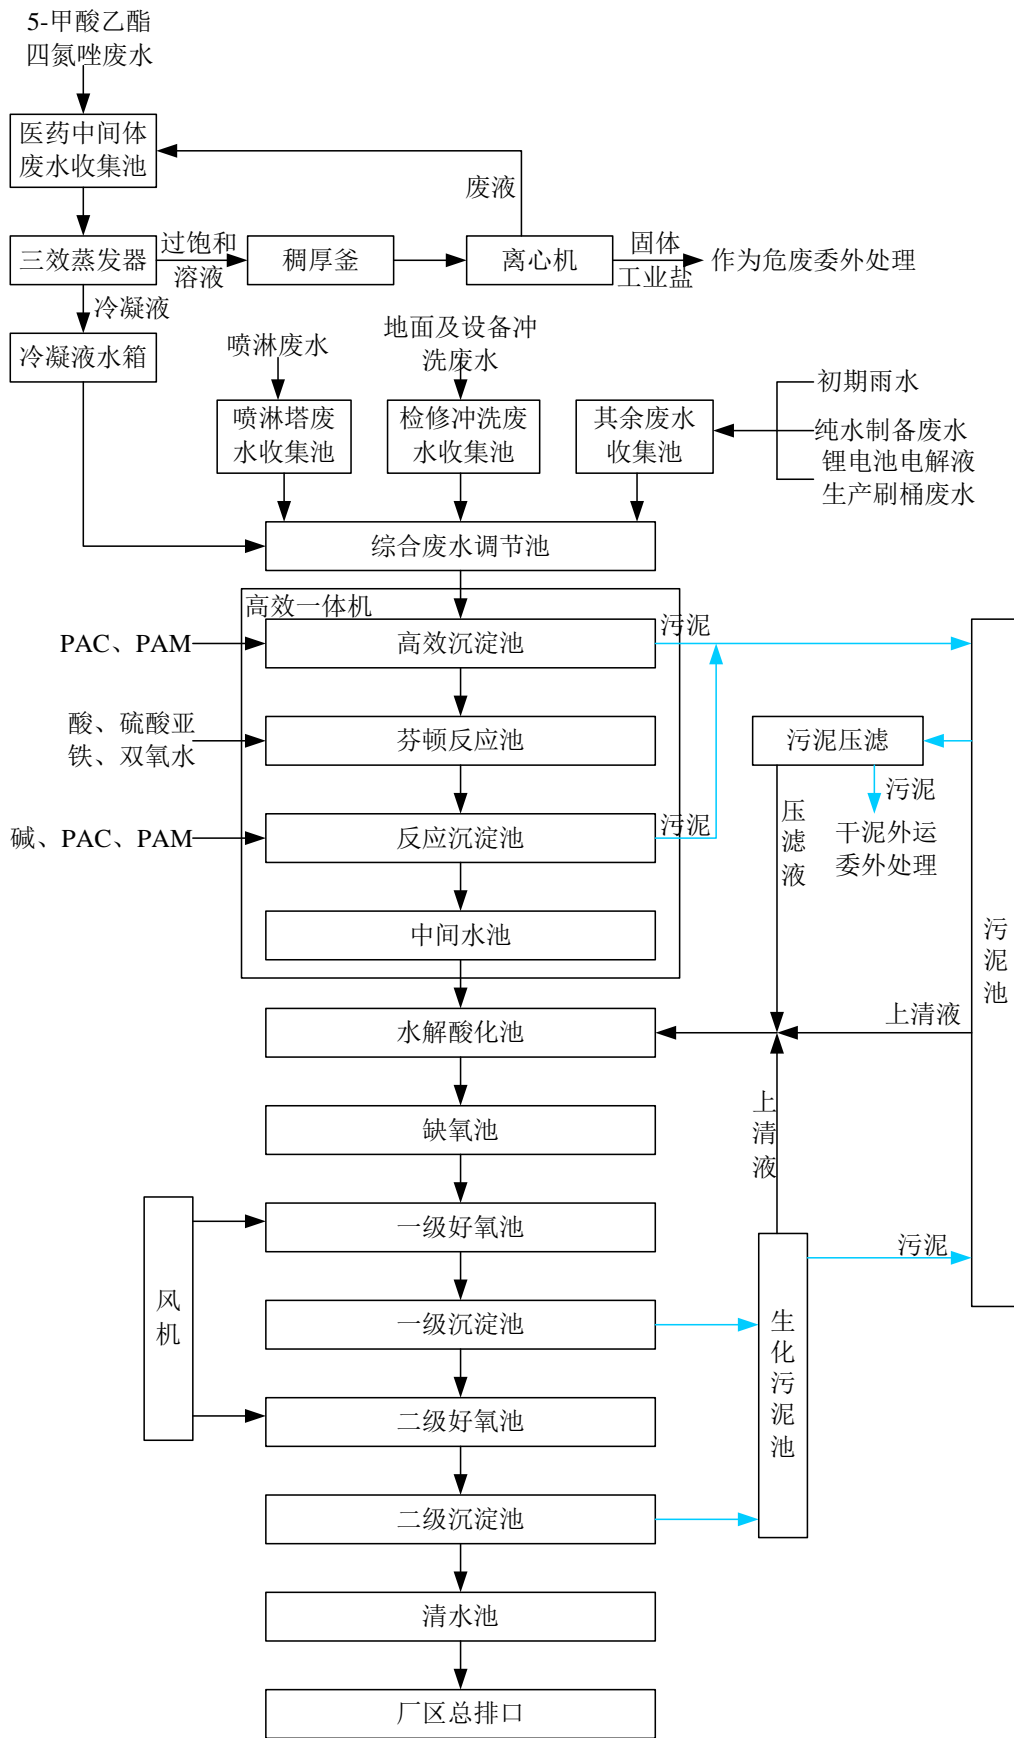 5-甲酸乙酯
四氮唑废水
医药中间体
废水收集池
废液
三效蒸发器
过饱和
溶液
稠厚釜
离心机
固体
工业盐
作为危废委外处理
冷凝液
冷凝液水箱
喷淋废水
地面及设备冲
洗废水
初期雨水
纯水制备废水
锂电池电解液
生产刷桶废水
喷淋塔废
水收集池
检修冲洗废
水收集池
其余废水
收集池
综合废水调节池
高效一体机
PAC、PAM
高效沉淀池
污泥
酸、硫酸亚
铁、双氧水
芬顿反应池
污泥压滤
污泥
干泥外运
委外处理
碱、PAC、PAM
反应沉淀池
污泥
压滤液
中间水池
污泥池
水解酸化池
上清液
缺氧池
上清液
一级好氧池
污泥
风机
一级沉淀池
生化污泥池
二级好氧池
二级沉淀池
清水池
厂区总排口